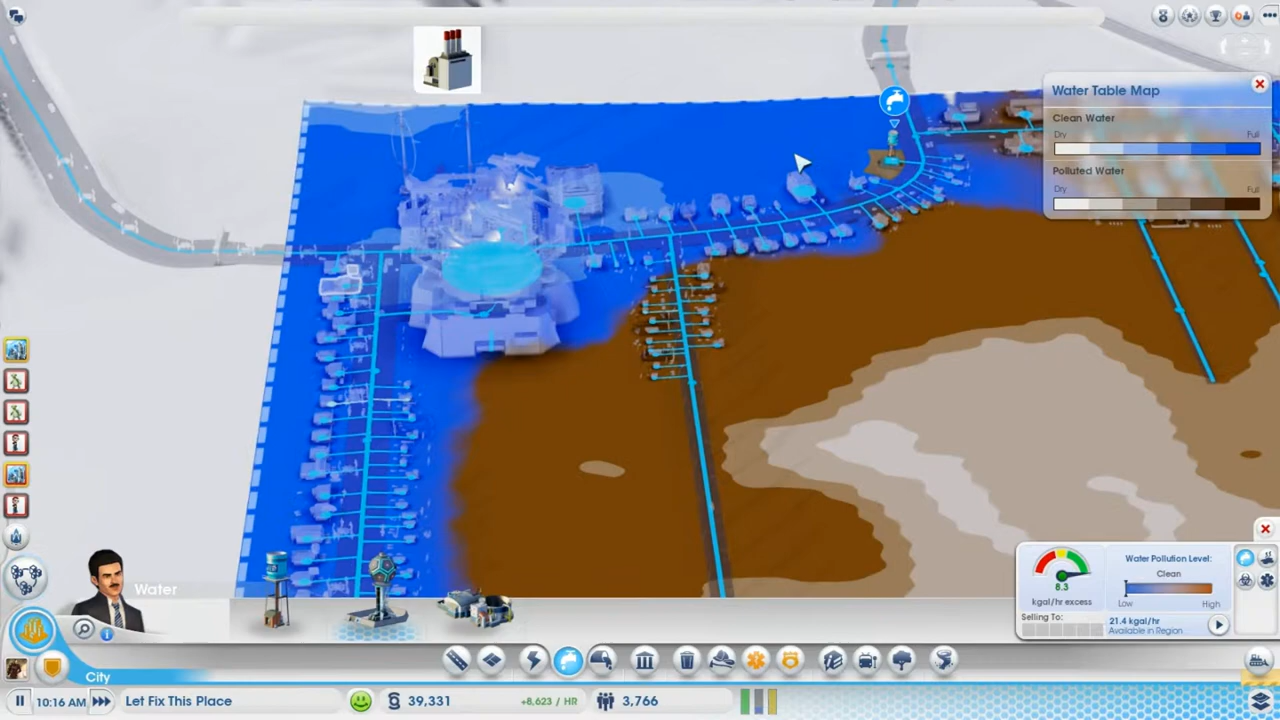 Water Table Map
Clean Water
Dry Full
Polluted Water
Dry Full
Water
Water Pollution Level:
Clean
Low High
8.3
kgal/hr excess
Selling To:
21.4 kgal/hr
Available in Region
City
10:16 AM Let Fix This Place 39,331 +8,623 / HR 3,766